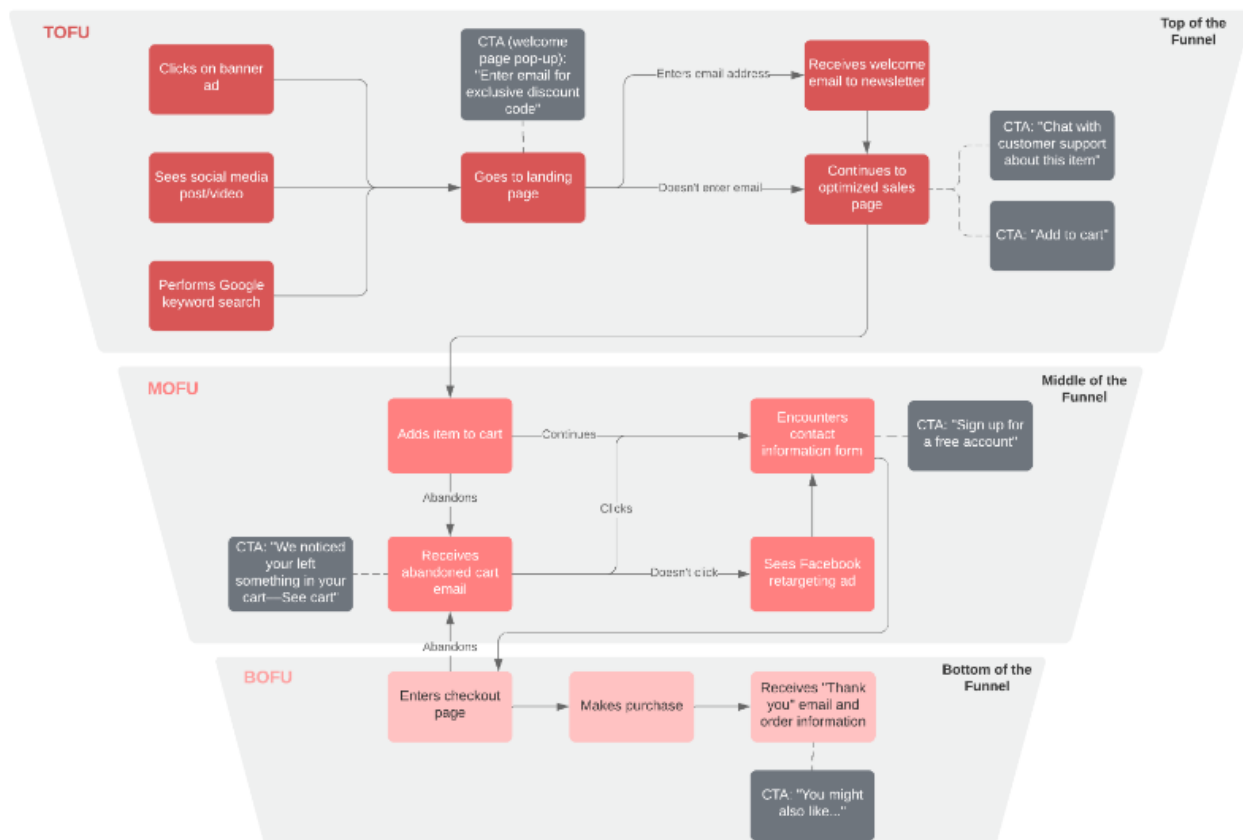 TOFU
Top of the
Funnel
Clicks on banner
ad
CTA (welcome
page pop-up):
"Enter email for
exclusive discount
code"
Enters email address
Receives welcome
email to newsletter
CTA: "Chat with
customer support
about this item"
Sees social media
post/video
Goes to landing
page
Doesn't enter email
Continues to
optimized sales
page
CTA: "Add to cart"
Performs Google
keyword search
MOFU
Middle of the
Funnel
Adds item to cart
Continues
Encounters
contact
information form
CTA: "Sign up for
a free account"
Abandons
Clicks
CTA: "We noticed
your left
something in your
cart—See cart"
Receives
abandoned cart
email
Doesn't click
Sees Facebook
retargeting ad
Abandons
BOFU
Bottom of the
Funnel
Enters checkout
page
Makes purchase
Receives "Thank
you" email and
order information
CTA: "You might
also like..."